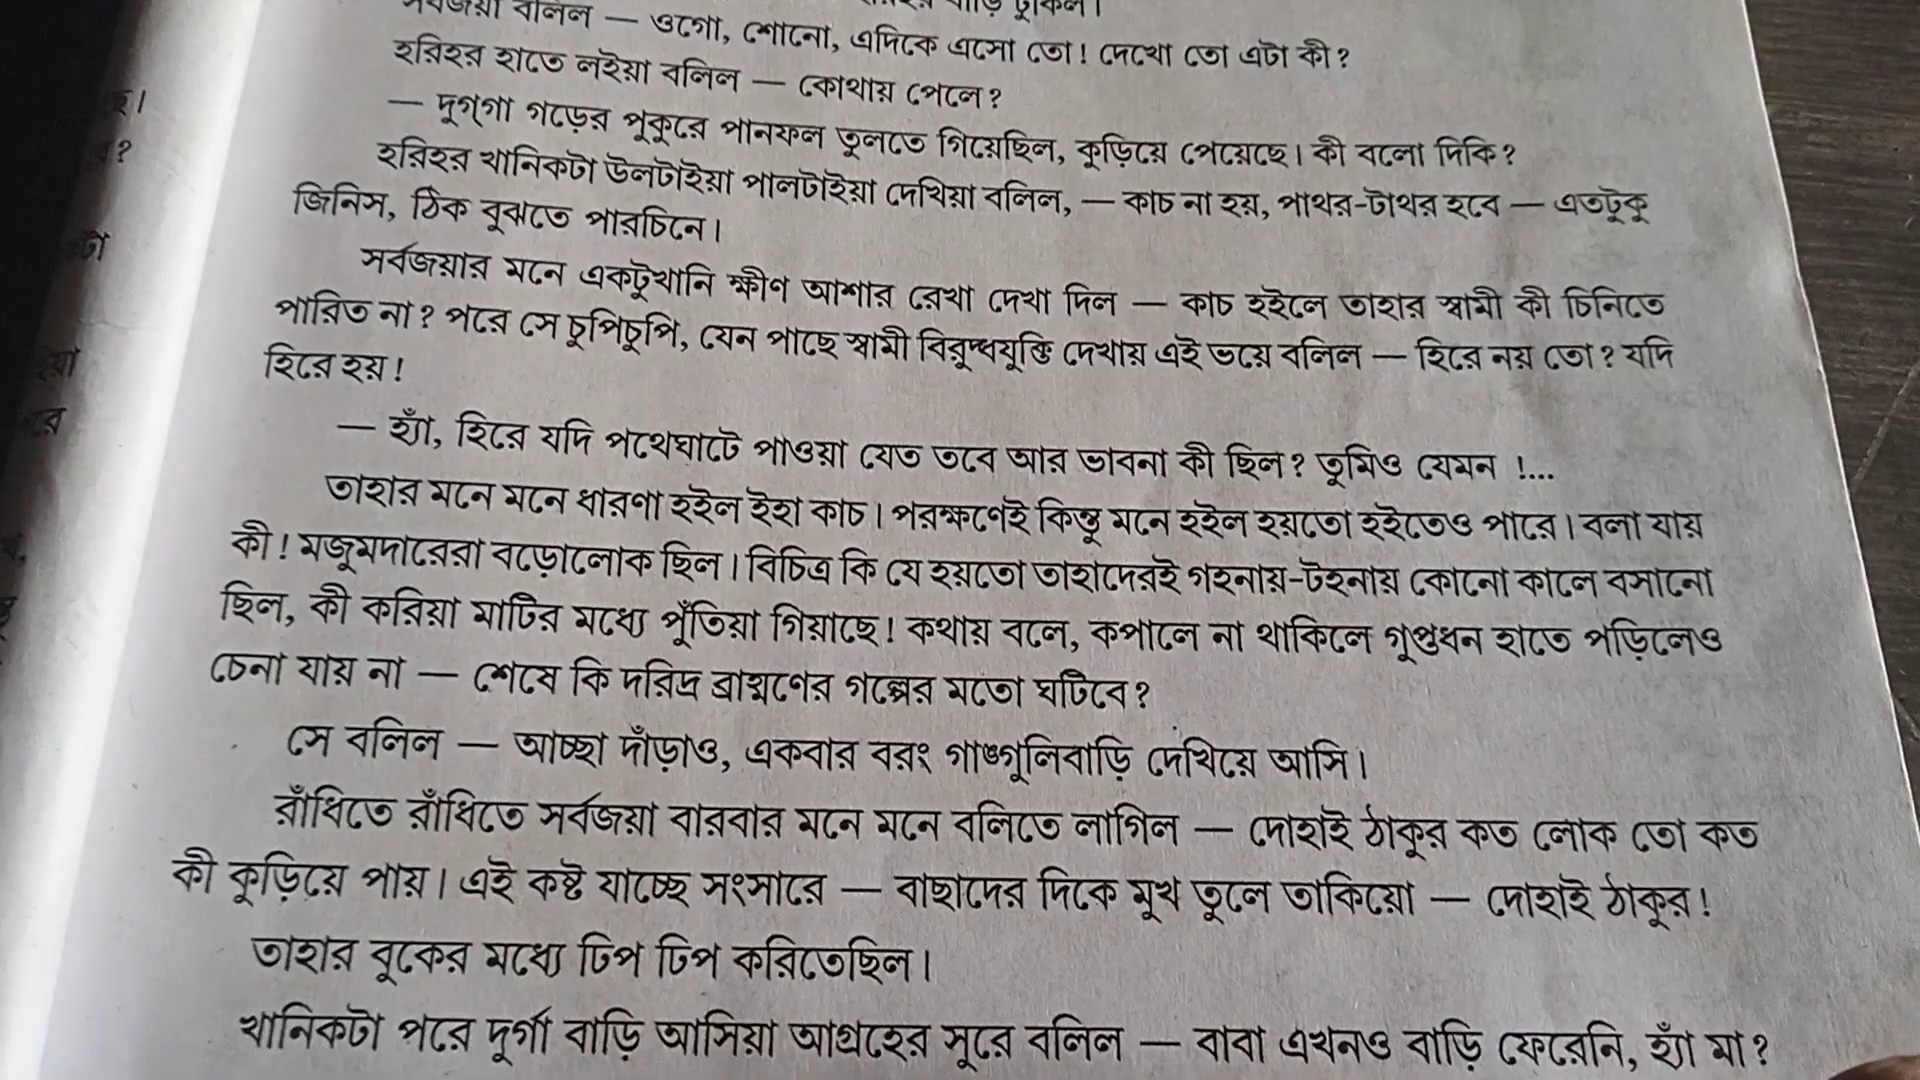 সর্বজয়া বলিল — ওগো, শোনো, এদিকে এসো তো! দেখো তো এটা কী?
হরিহর হাতে লইয়া বলিল — কোথায় পেলে?
— দুগ্‌গা গড়ের পুকুরে পানফল তুলতে গিয়েছিল, কুড়িয়ে পেয়েছে। কী বলো দিকি?
হরিহর খানিকটা উলটাইয়া পালটাইয়া দেখিয়া বলিল, — কাচ না হয়, পাথর-টাথর হবে — এতটুকু
জিনিস, ঠিক বুঝতে পারচিনে।
সর্বজয়ার মনে একটুখানি ক্ষীণ আশার রেখা দেখা দিল — কাচ হইলে তাহার স্বামী কী চিনিতে
পারিত না? পরে সে চুপিচুপি, যেন পাছে স্বামী বিরুদ্ধযুক্তি দেখায় এই ভয়ে বলিল — হিরে নয় তো? যদি
হিরে হয়!
— হ্যাঁ, হিরে যদি পথেঘাটে পাওয়া যেত তবে আর ভাবনা কী ছিল? তুমিও যেমন !...
তাহার মনে মনে ধারণা হইল ইহা কাচ। পরক্ষণেই কিন্তু মনে হইল হয়তো হইতেও পারে। বলা যায়
কী! মজুমদারেরা বড়োলোক ছিল। বিচিত্র কি যে হয়তো তাহাদেরই গহনায়-টহনায় কোনো কালে বসানো
ছিল, কী করিয়া মাটির মধ্যে পুঁতিয়া গিয়াছে! কথায় বলে, কপালে না থাকিলে গুপ্তধন হাতে পড়িলেও
চেনা যায় না — শেষে কি দরিদ্র ব্রাহ্মণের গল্পের মতো ঘটিবে?
সে বলিল — আচ্ছা দাঁড়াও, একবার বরং গাঙ্গুলিবাড়ি দেখিয়ে আসি।
রাঁধিতে রাঁধিতে সর্বজয়া বারবার মনে মনে বলিতে লাগিল — দোহাই ঠাকুর কত লোক তো কত
কী কুড়িয়ে পায়। এই কষ্ট যাচ্ছে সংসারে — বাছাদের দিকে মুখ তুলে তাকিয়ো — দোহাই ঠাকুর!
তাহার বুকের মধ্যে ঢিপ ঢিপ করিতেছিল।
খানিকটা পরে দুর্গা বাড়ি আসিয়া আগ্রহের সুরে বলিল — বাবা এখনও বাড়ি ফেরেনি, হ্যাঁ মা?